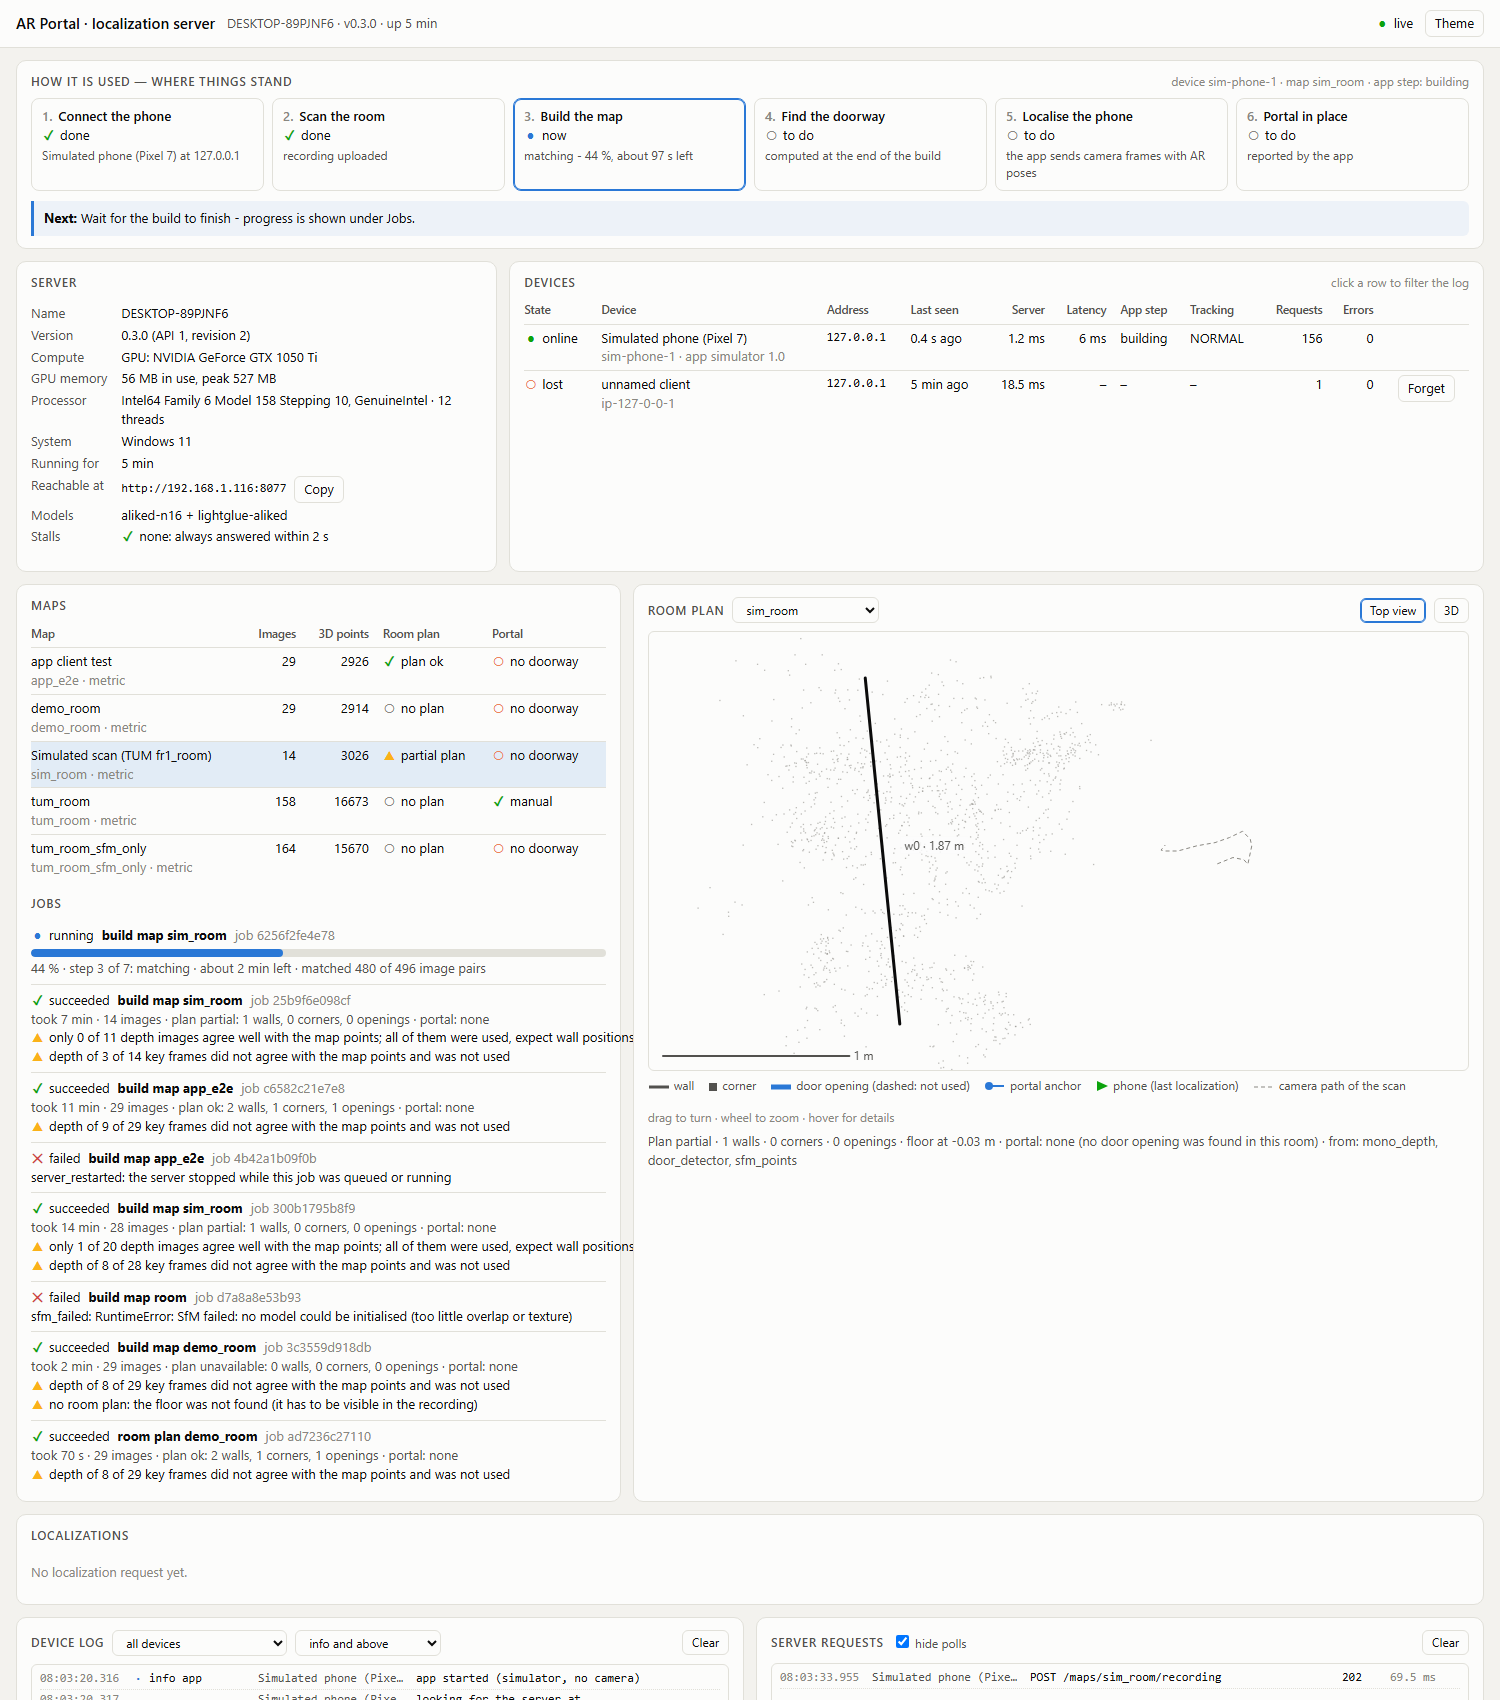 AR Portal · localization server DESKTOP-89PJNF6 · v0.3.0 · up 5 min live Theme
HOW IT IS USED — WHERE THINGS STAND device sim-phone-1 · map sim_room · app step: building
1. Connect the phone
done
Simulated phone (Pixel 7) at 127.0.0.1
2. Scan the room
done
recording uploaded
3. Build the map
now
matching - 44 %, about 97 s left
4. Find the doorway
to do
computed at the end of the build
5. Localise the phone
to do
the app sends camera frames with AR
poses
6. Portal in place
to do
reported by the app
Next: Wait for the build to finish - progress is shown under Jobs.
SERVER
Name DESKTOP-89PJNF6
Version 0.3.0 (API 1, revision 2)
Compute GPU: NVIDIA GeForce GTX 1050 Ti
GPU memory 56 MB in use, peak 527 MB
Processor Intel64 Family 6 Model 158 Stepping 10, GenuineIntel · 12
threads
System Windows 11
Running for 5 min
Reachable at http://192.168.1.116:8077 Copy
Models aliked-n16 + lightglue-aliked
Stalls ✓ none: always answered within 2 s
DEVICES click a row to filter the log
State Device Address Last seen Server Latency App step Tracking Requests Errors
online Simulated phone (Pixel 7) 127.0.0.1 0.4 s ago 1.2 ms 6 ms building NORMAL 156 0
sim-phone-1 · app simulator 1.0
lost unnamed client 127.0.0.1 5 min ago 18.5 ms – – – 1 0 Forget
ip-127-0-0-1
MAPS
Map Images 3D points Room plan Portal
app client test 29 2926 ✓ plan ok no doorway
app_e2e · metric
demo_room 29 2914 no plan no doorway
demo_room · metric
Simulated scan (TUM fr1_room) 14 3026 partial plan no doorway
sim_room · metric
tum_room 158 16673 no plan ✓ manual
tum_room · metric
tum_room_sfm_only 164 15670 no plan no doorway
tum_room_sfm_only · metric
JOBS
running build map sim_room job 6256f2fe4e78
44 % · step 3 of 7: matching · about 2 min left · matched 480 of 496 image pairs
✓ succeeded build map sim_room job 25b9f6e098cf
took 7 min · 14 images · plan partial: 1 walls, 0 corners, 0 openings · portal: none
only 0 of 11 depth images agree well with the map points; all of them were used, expect wall positions
depth of 3 of 14 key frames did not agree with the map points and was not used
✓ succeeded build map app_e2e job c6582c21e7e8
took 11 min · 29 images · plan ok: 2 walls, 1 corners, 1 openings · portal: none
depth of 9 of 29 key frames did not agree with the map points and was not used
✕ failed build map app_e2e job 4b42a1b09f0b
server_restarted: the server stopped while this job was queued or running
✓ succeeded build map sim_room job 300b1795b8f9
took 14 min · 28 images · plan partial: 1 walls, 0 corners, 0 openings · portal: none
only 1 of 20 depth images agree well with the map points; all of them were used, expect wall positions
depth of 8 of 28 key frames did not agree with the map points and was not used
✕ failed build map room job d7a8a8e53b93
sfm_failed: RuntimeError: SfM failed: no model could be initialised (too little overlap or texture)
✓ succeeded build map demo_room job 3c3559d918db
took 2 min · 29 images · plan unavailable: 0 walls, 0 corners, 0 openings · portal: none
depth of 8 of 29 key frames did not agree with the map points and was not used
no room plan: the floor was not found (it has to be visible in the recording)
✓ succeeded room plan demo_room job ad7236c27110
took 70 s · 29 images · plan ok: 2 walls, 1 corners, 1 openings · portal: none
depth of 8 of 29 key frames did not agree with the map points and was not used
ROOM PLAN sim_room Top view 3D
w0 · 1.87 m
1 m
wall corner door opening (dashed: not used) portal anchor phone (last localization) camera path of the scan
drag to turn · wheel to zoom · hover for details
Plan partial · 1 walls · 0 corners · 0 openings · floor at -0.03 m · portal: none (no door opening was found in this room) · from: mono_depth,
door_detector, sfm_points
LOCALIZATIONS
No localization request yet.
DEVICE LOG all devices info and above Clear
08:03:20.316 · info app Simulated phone (Pixe… app started (simulator, no camera)
08:03:20.317 Simulated phone (Pixe… looking for the server at
SERVER REQUESTS hide polls Clear
08:03:33.955 Simulated phone (Pixe… POST /maps/sim_room/recording 202 69.5 ms